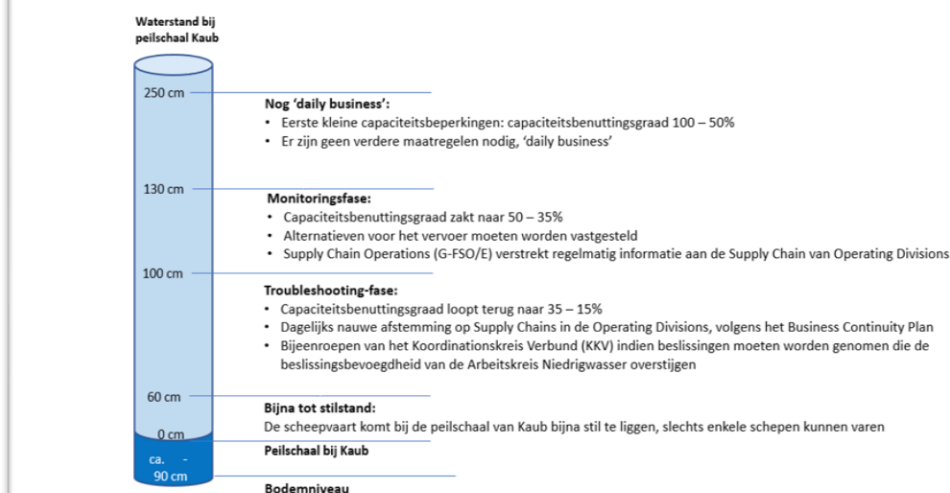 Waterstand bij
peilschaal Kaub
250 cm
Nog ‘daily business’:
• Eerste kleine capaciteitsbeperkingen: capaciteitsbenuttingsgraad 100 – 50%
• Er zijn geen verdere maatregelen nodig, ‘daily business’
130 cm
Monitoringsfase:
• Capaciteitsbenuttingsgraad zakt naar 50 – 35%
• Alternatieven voor het vervoer moeten worden vastgesteld
• Supply Chain Operations (G-FSO/E) verstrekt regelmatig informatie aan de Supply Chain van Operating Divisions
100 cm
Troubleshooting-fase:
• Capaciteitsbenuttingsgraad loopt terug naar 35 – 15%
• Dagelijks nauwe afstemming op Supply Chains in de Operating Divisions, volgens het Business Continuity Plan
• Bijeenroepen van het Koordinationskreis Verbund (KKV) indien beslissingen moeten worden genomen die de
beslissingsbevoegdheid van de Arbeitskreis Niedrigwasser overstijgen
60 cm
Bijna tot stilstand:
De scheepvaart komt bij de peilschaal van Kaub bijna stil te liggen, slechts enkele schepen kunnen varen
0 cm
Peilschaal bij Kaub
ca. -
90 cm
Bodemniveau